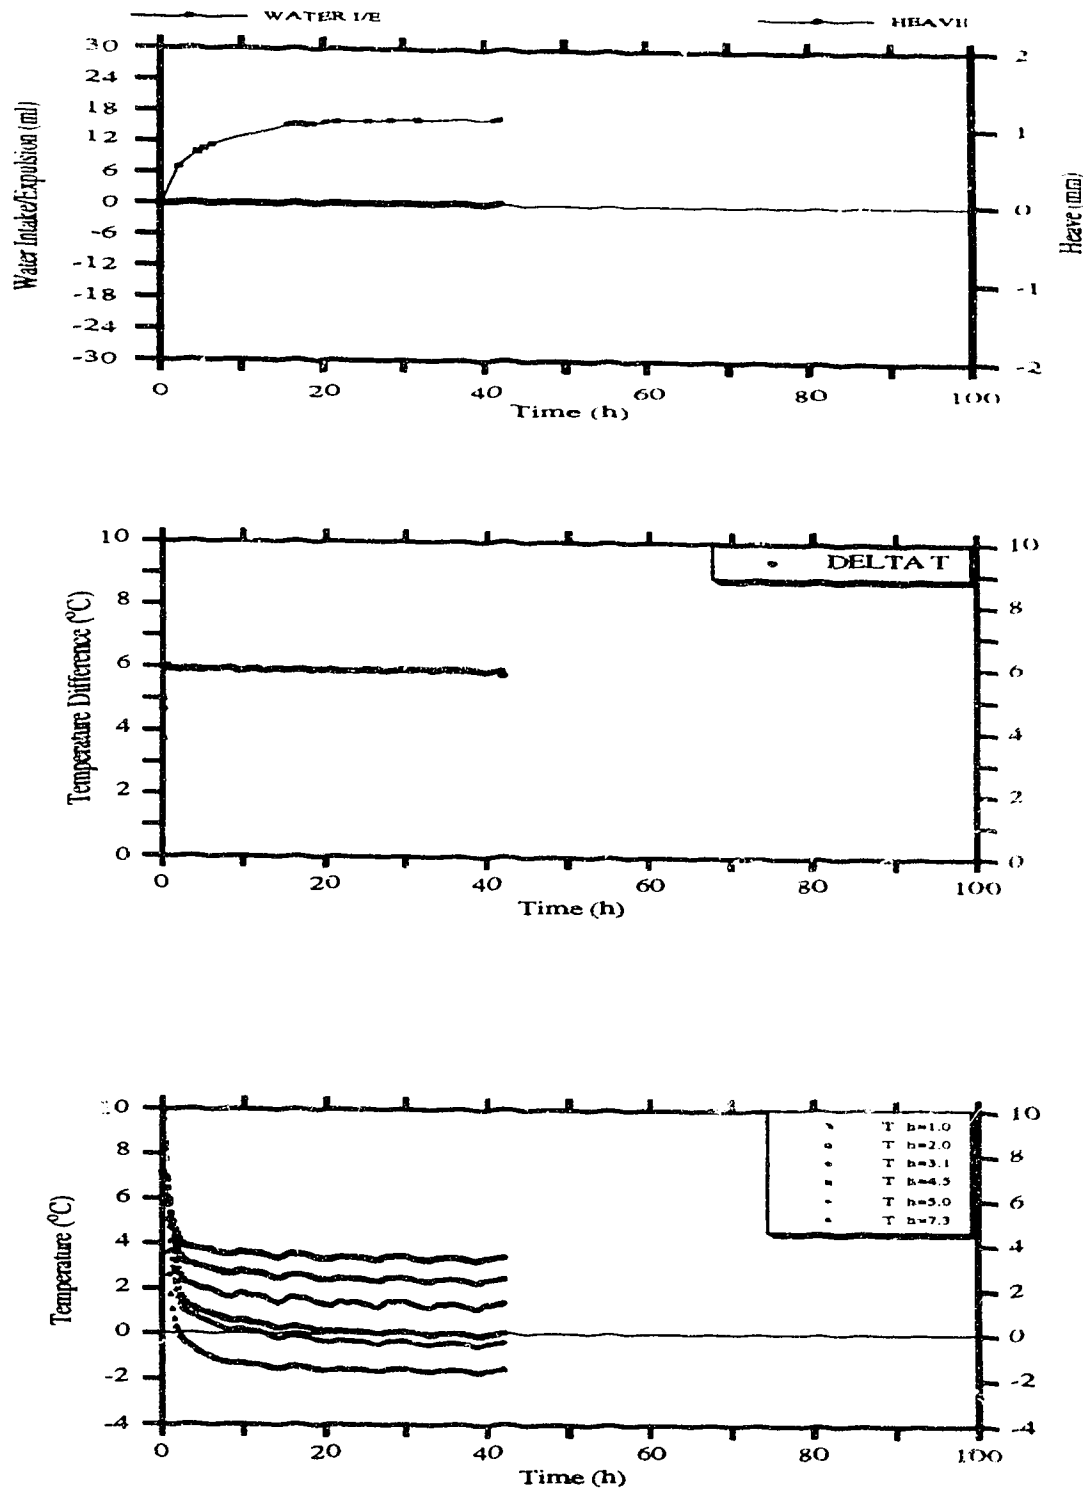 WATER I/E
HEAVE
30
24
18
12
6
0
-6
-12
-18
-24
-30
Water Intake/Expulsion (ml)
2
1
0
-1
-2
Heave (mm)
0 20 40 60 80 100
Time (h)
10
8
6
4
2
0
Temperature Difference (°C)
DELTA T
10
8
6
4
2
0
0 20 40 60 80 100
Time (h)
10
8
6
4
2
0
-2
-4
Temperature (°C)
T h=1.0
T h=2.0
T h=3.1
T h=4.5
T h=5.0
T h=7.3
10
8
6
4
2
0
-2
-4
0 20 40 60 80 100
Time (h)